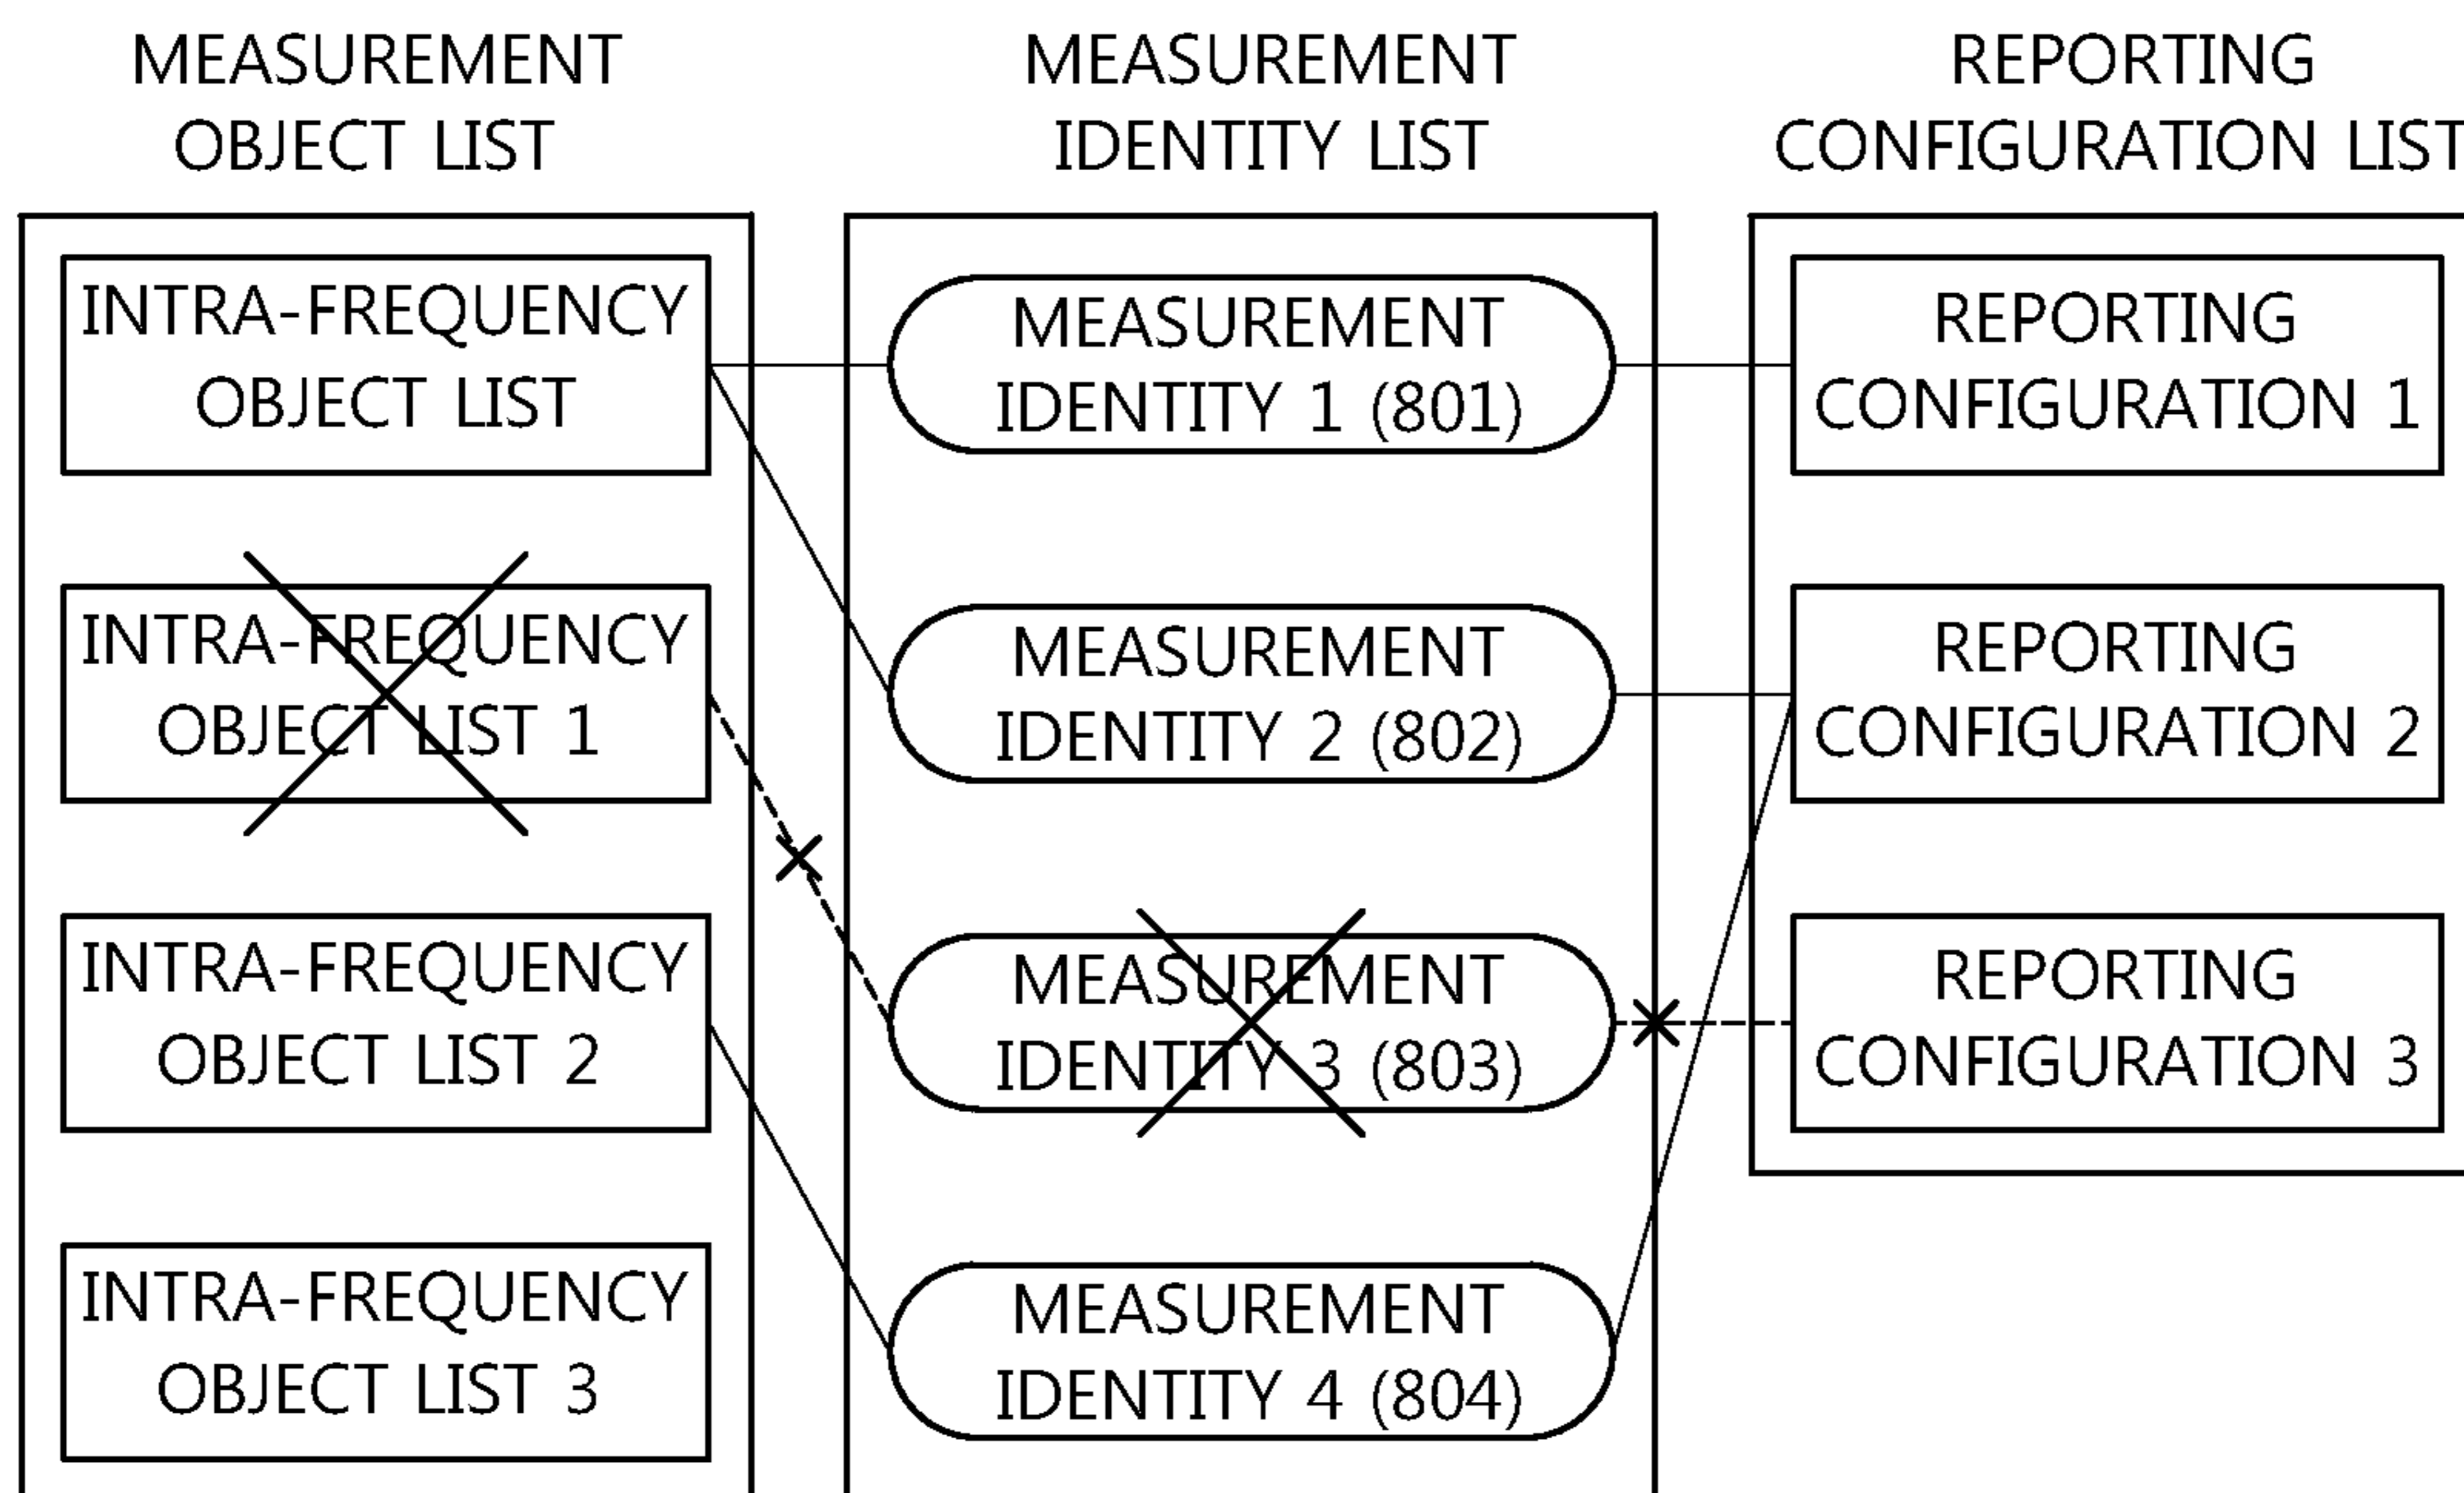 MEASUREMENT
OBJECT LIST
INTRA-FREQUENCY
OBJECT LIST
INTRA-FREQUENCY
OBJECT LIST 1
INTRA-FREQUENCY
OBJECT LIST 2
INTRA-FREQUENCY
OBJECT LIST 3
MEASUREMENT
IDENTITY LIST
MEASUREMENT
IDENTITY 1 (801)
MEASUREMENT
IDENTITY 2 (802)
MEASUREMENT
IDENTITY 3 (803)
MEASUREMENT
IDENTITY 4 (804)
REPORTING
CONFIGURATION LIST
REPORTING
CONFIGURATION 1
REPORTING
CONFIGURATION 2
REPORTING
CONFIGURATION 3